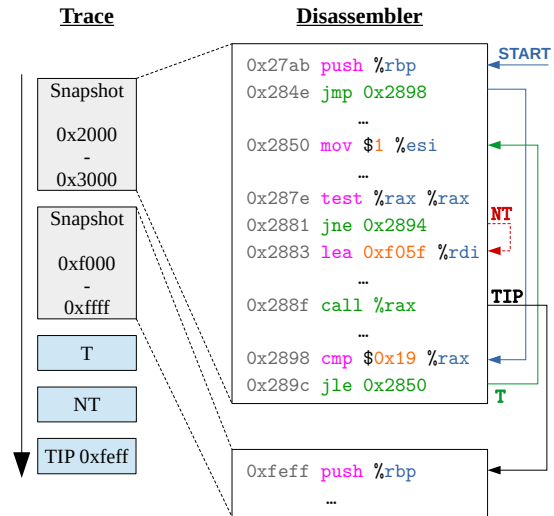 Trace
Disassembler
Snapshot
0x2000
-
0x3000
Snapshot
0xf000
-
0xffff
T
NT
TIP 0xfeff
START
0x27ab push %rbp
0x284e jmp 0x2898
…
0x2850 mov $1 %esi
…
0x287e test %rax %rax
0x2881 jne 0x2894
NT
0x2883 lea 0xf05f %rdi
…
TIP
0x288f call %rax
…
0x2898 cmp $0x19 %rax
0x289c jle 0x2850
T
0xfeff push %rbp
…